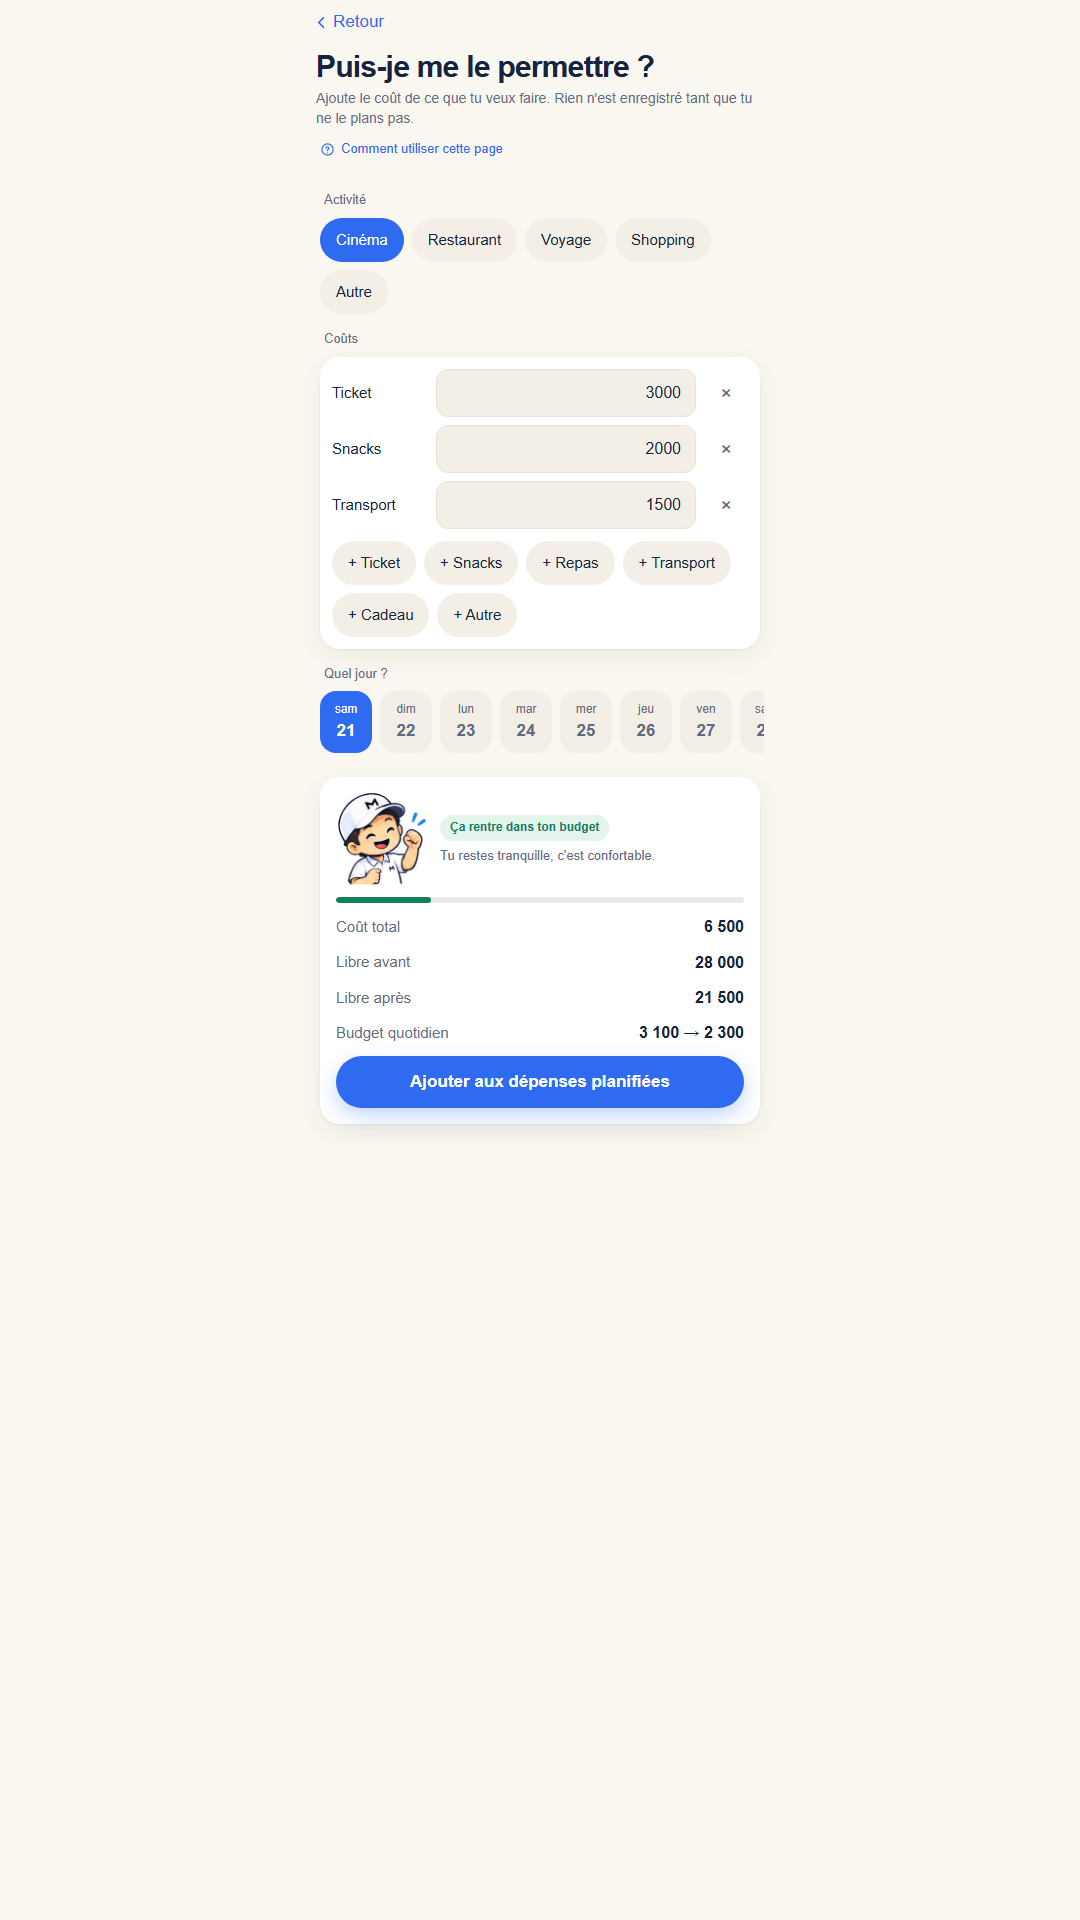 Retour
Puis-je me le permettre ?
Ajoute le coût de ce que tu veux faire. Rien n'est enregistré tant que tu
ne le plans pas.
Comment utiliser cette page
Activité
Cinéma Restaurant Voyage Shopping
Autre
Coûts
Ticket 3000 ×
Snacks 2000 ×
Transport 1500 ×
+ Ticket + Snacks + Repas + Transport
+ Cadeau + Autre
Quel jour ?
sam dim lun mar mer jeu ven
21 22 23 24 25 26 27
M
Ça rentre dans ton budget
Tu restes tranquille, c'est confortable.
M
Coût total 6 500
Libre avant 28 000
Libre après 21 500
Budget quotidien 3 100 → 2 300
Ajouter aux dépenses planifiées